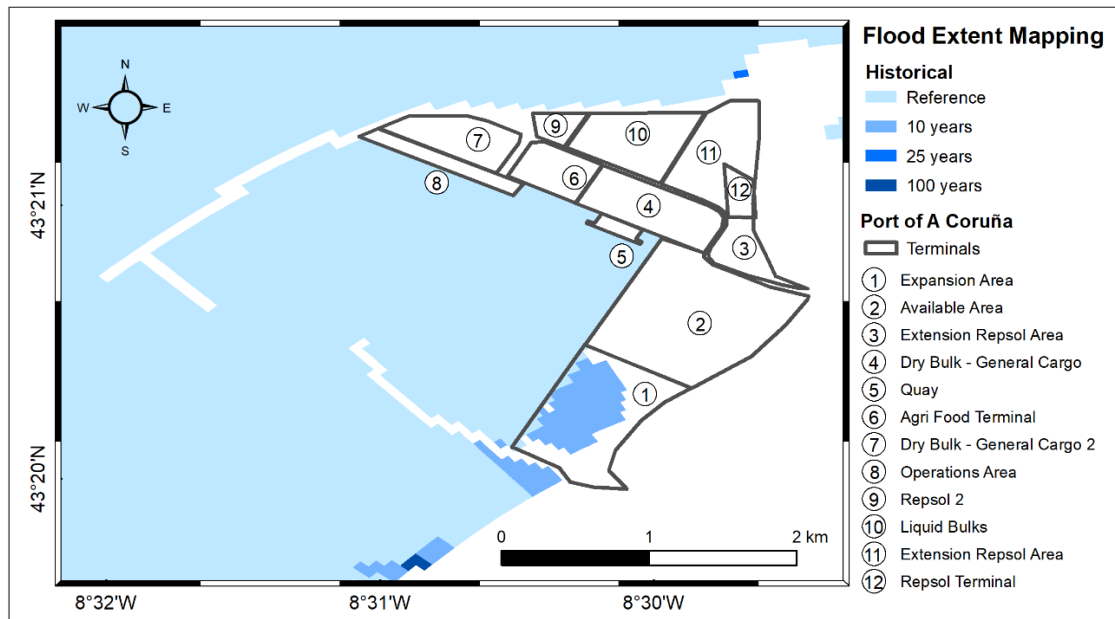 Flood Extent Mapping
Historical
Reference
10 years
25 years
100 years
Port of A Coruña
Terminals
1 Expansion Area
2 Available Area
3 Extension Repsol Area
4 Dry Bulk - General Cargo
5 Quay
6 Agri Food Terminal
7 Dry Bulk - General Cargo 2
8 Operations Area
9 Repsol 2
10 Liquid Bulks
11 Extension Repsol Area
12 Repsol Terminal
N
W E
S
9
10
7
11
8
6
12
4
3
5
2
1
0 1 2 km
43°21'N
43°20'N
8°32'W 8°31'W 8°30'W